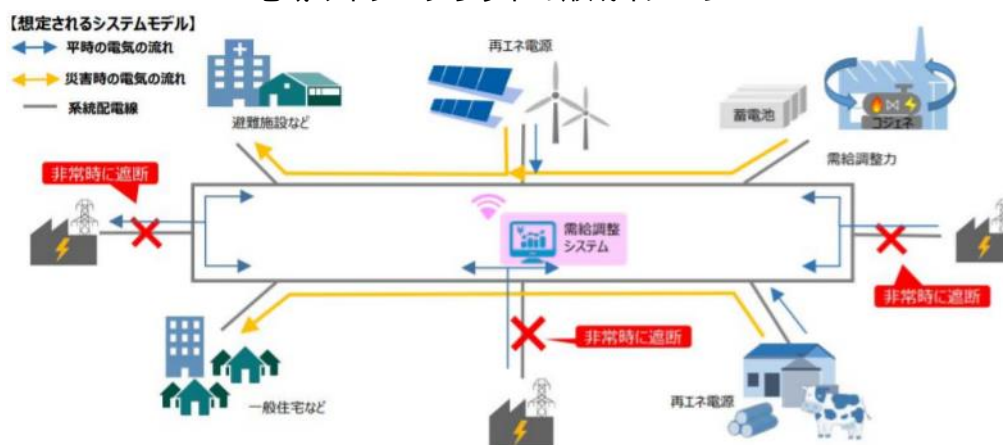 【想定されるシステムモデル】
平時の電気の流れ
災害時の電気の流れ
系統配電線
避難施設など
再エネ電源
蓄電池
コジェネ
需給調整力
非常時に遮断
需給調整
システム
非常時に遮断
非常時に遮断
一般住宅など
再エネ電源